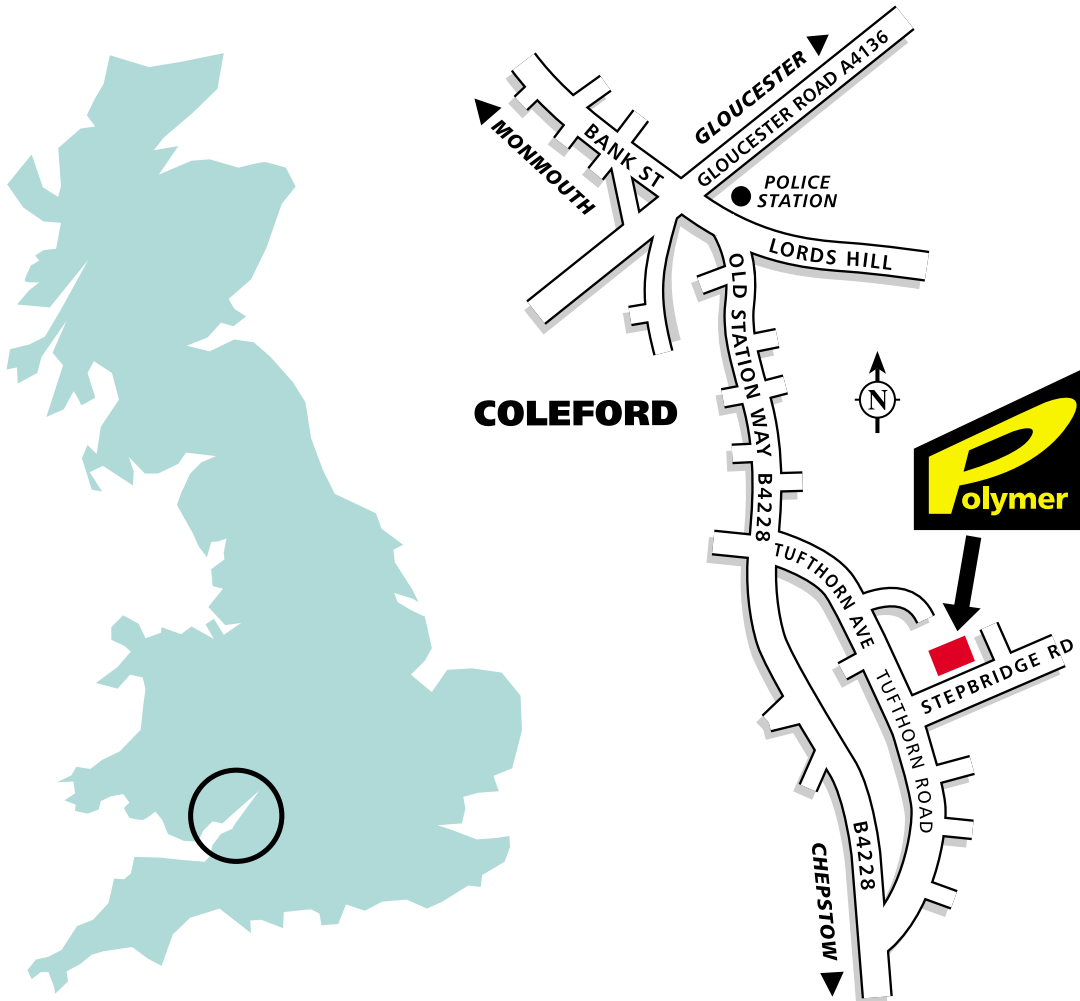 GLOUCESTER
GLOUCESTER ROAD A4136
MONMOUTH
BANK ST
POLICE
STATION
LORDS HILL
OLD STATION WAY B4228
COLEFORD
N
Polymer
TUFTHORN AVE
STEPBRIDGE RD
TUFTHORN ROAD
B4228
CHEPSTOW